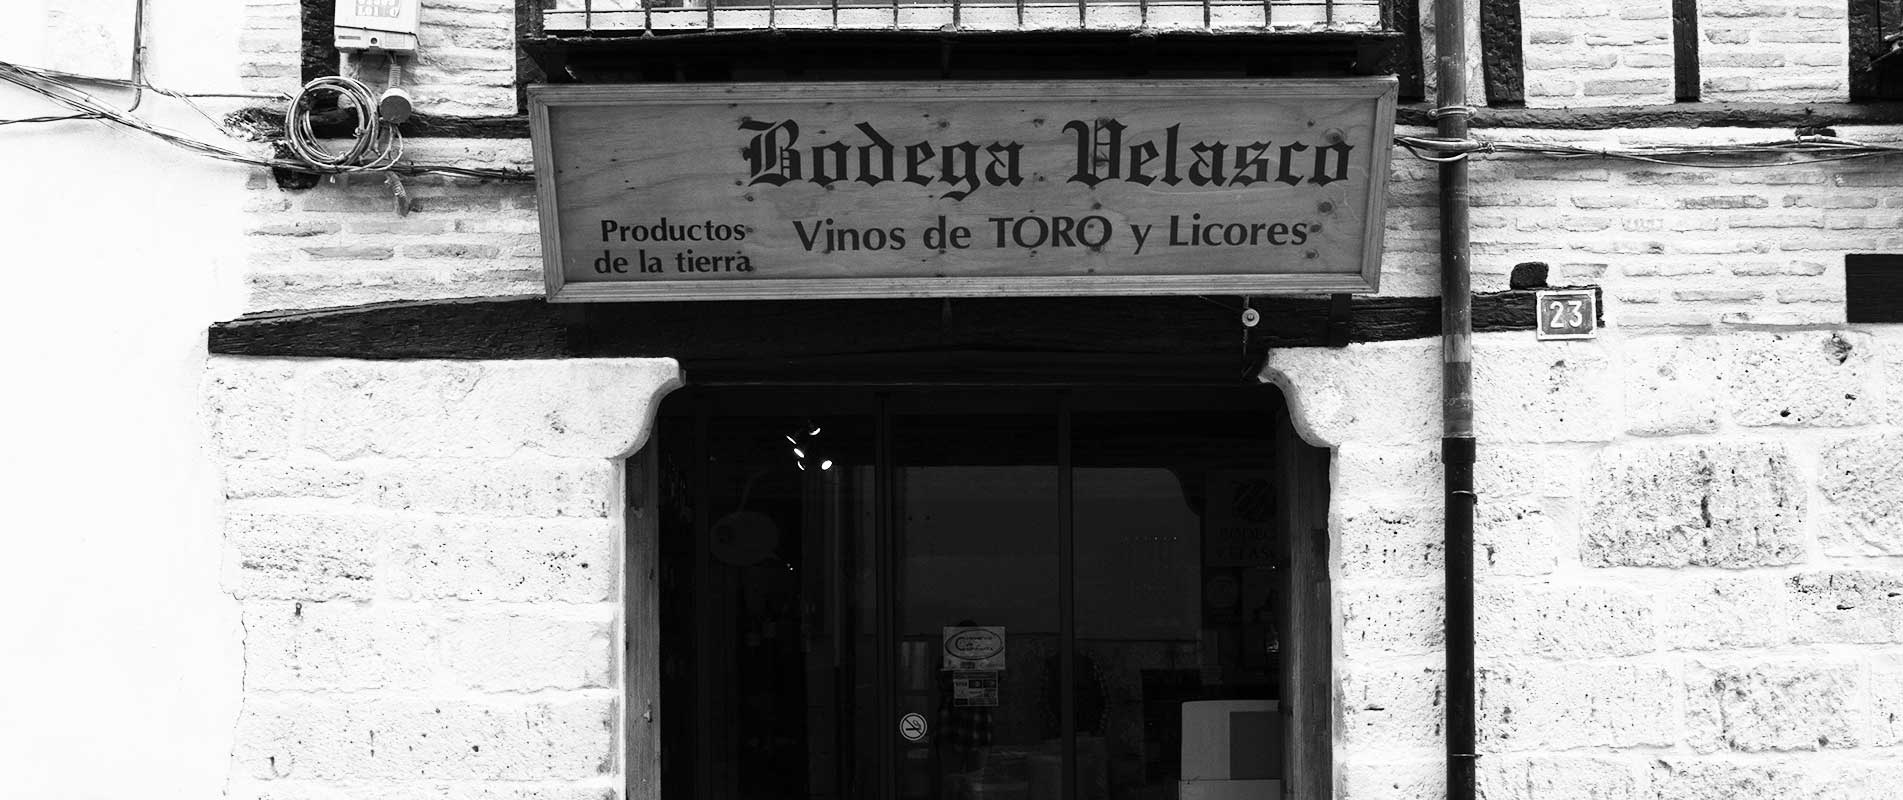 Bodega Velasco
Productos
de la tierra
Vinos de TORO y Licores
23